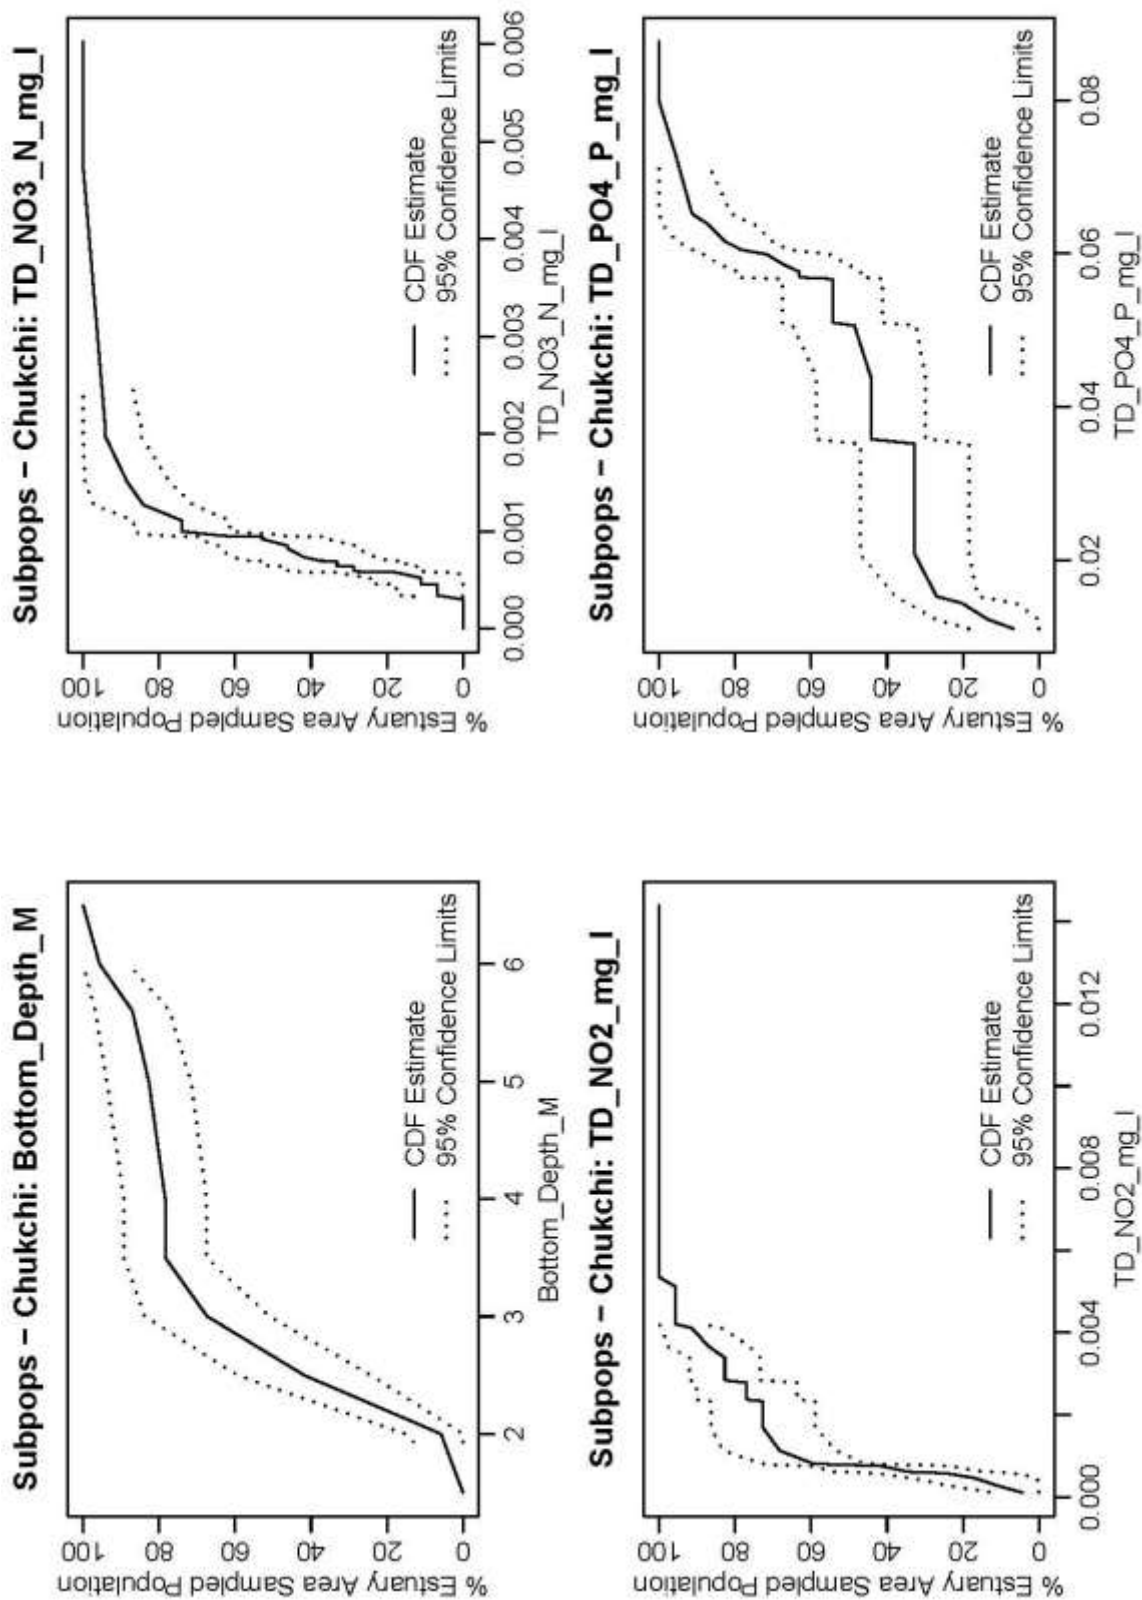 Subpops – Chukchi: Bottom_Depth_M
% Estuary Area Sampled Population
100
80
60
40
20
0
CDF Estimate
95% Confidence Limits
2 3 4 5 6
Bottom_Depth_M
Subpops – Chukchi: TD_NO3_N_mg_l
% Estuary Area Sampled Population
100
80
60
40
20
0
CDF Estimate
95% Confidence Limits
0.000 0.001 0.002 0.003 0.004 0.005 0.006
TD_NO3_N_mg_l
Subpops – Chukchi: TD_NO2_mg_l
% Estuary Area Sampled Population
100
80
60
40
20
0
CDF Estimate
95% Confidence Limits
0.000 0.004 0.008 0.012
TD_NO2_mg_l
Subpops – Chukchi: TD_PO4_P_mg_l
% Estuary Area Sampled Population
100
80
60
40
20
0
CDF Estimate
95% Confidence Limits
0.02 0.04 0.06 0.08
TD_PO4_P_mg_l